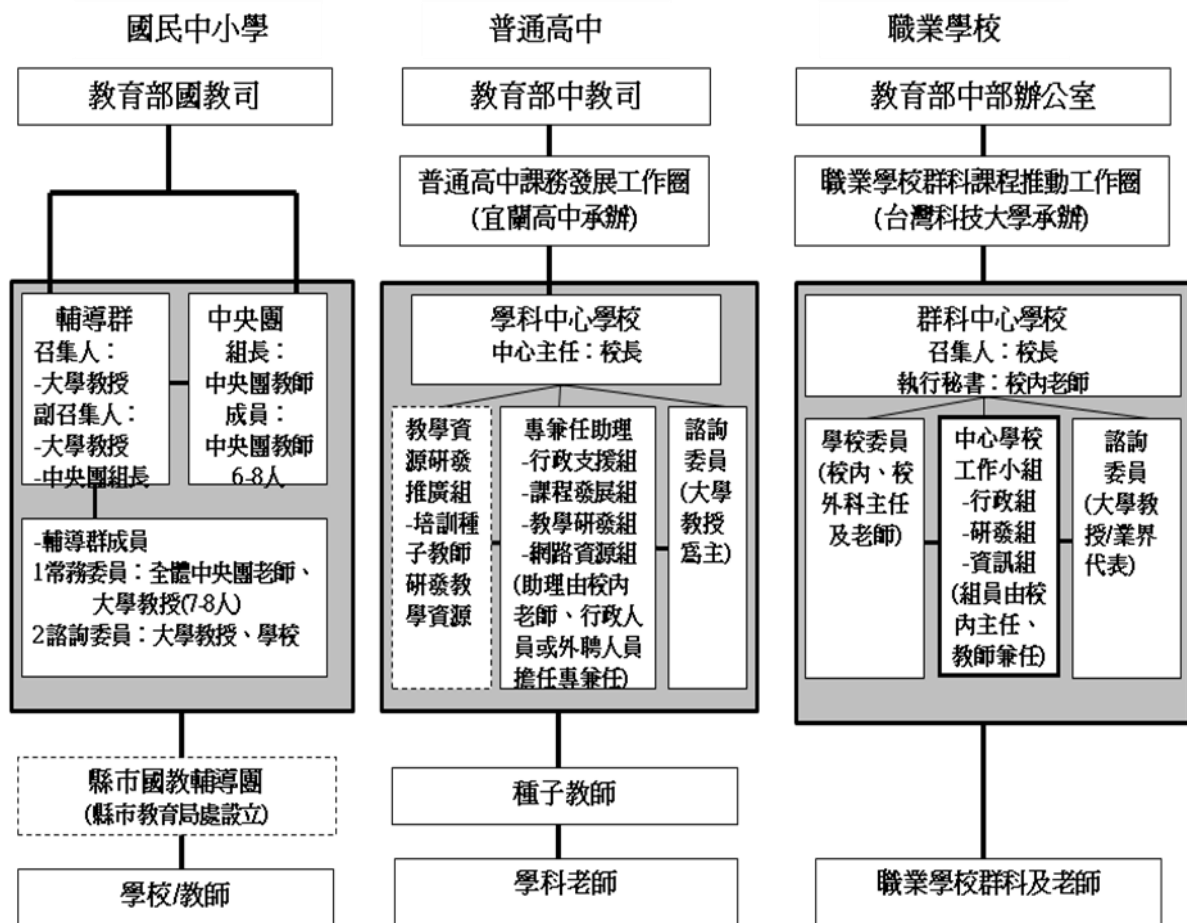 國民中小學
教育部國教司
輔導群
召集人：
-大學教授
副召集人：
-大學教授
-中央團組長
中央團
組長：
中央團教師
成員：
中央團教師
6-8人
-輔導群成員
1常務委員：全體中央團老師、
大學教授(7-8人)
2諮詢委員：大學教授、學校
縣市國教輔導團
(縣市教育局處設立)
學校/教師
普通高中
教育部中教司
普通高中課務發展工作圈
(宜蘭高中承辦)
學科中心學校
中心主任：校長
教學資
源研發
推廣組
-培訓種
子教師
研發教
學資源
專兼任助理
-行政支援組
-課程發展組
-教學研發組
-網路資源組
(助理由校內
老師、行政人
員或外聘人員
擔任專兼任)
諮詢
委員
(大學
教授
為主)
種子教師
學科老師
職業學校
教育部中部辦公室
職業學校群科課程推動工作圈
(台灣科技大學承辦)
群科中心學校
召集人：校長
執行秘書：校內老師
學校委員
(校內、校
外科主任
及老師)
中心學校
工作小組
-行政組
-研發組
-資訊組
(組員由校
內主任、
教師兼任)
諮詢
委員
(大學教
授/業界
代表)
職業學校群科及老師